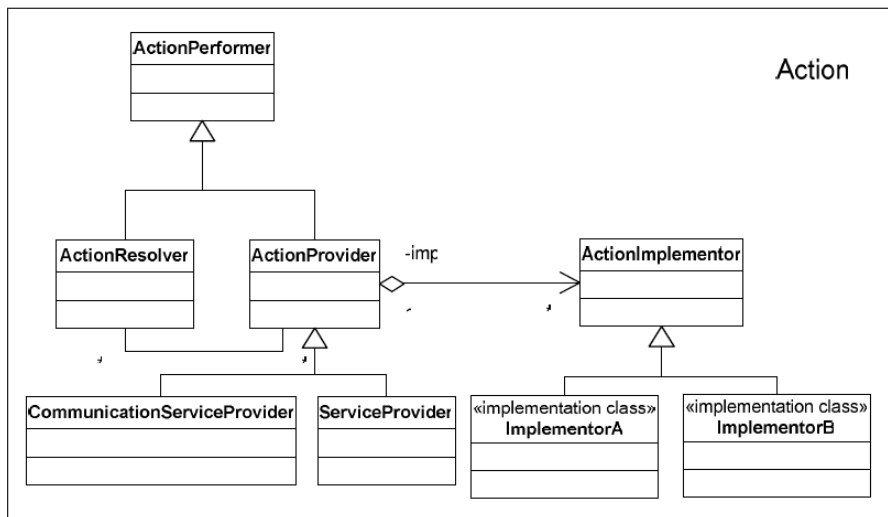 ActionPerformer
Action
ActionResolver
ActionProvider
-imp
ActionImplementor
CommunicationServiceProvider
ServiceProvider
«implementation class»
ImplementorA
«implementation class»
ImplementorB